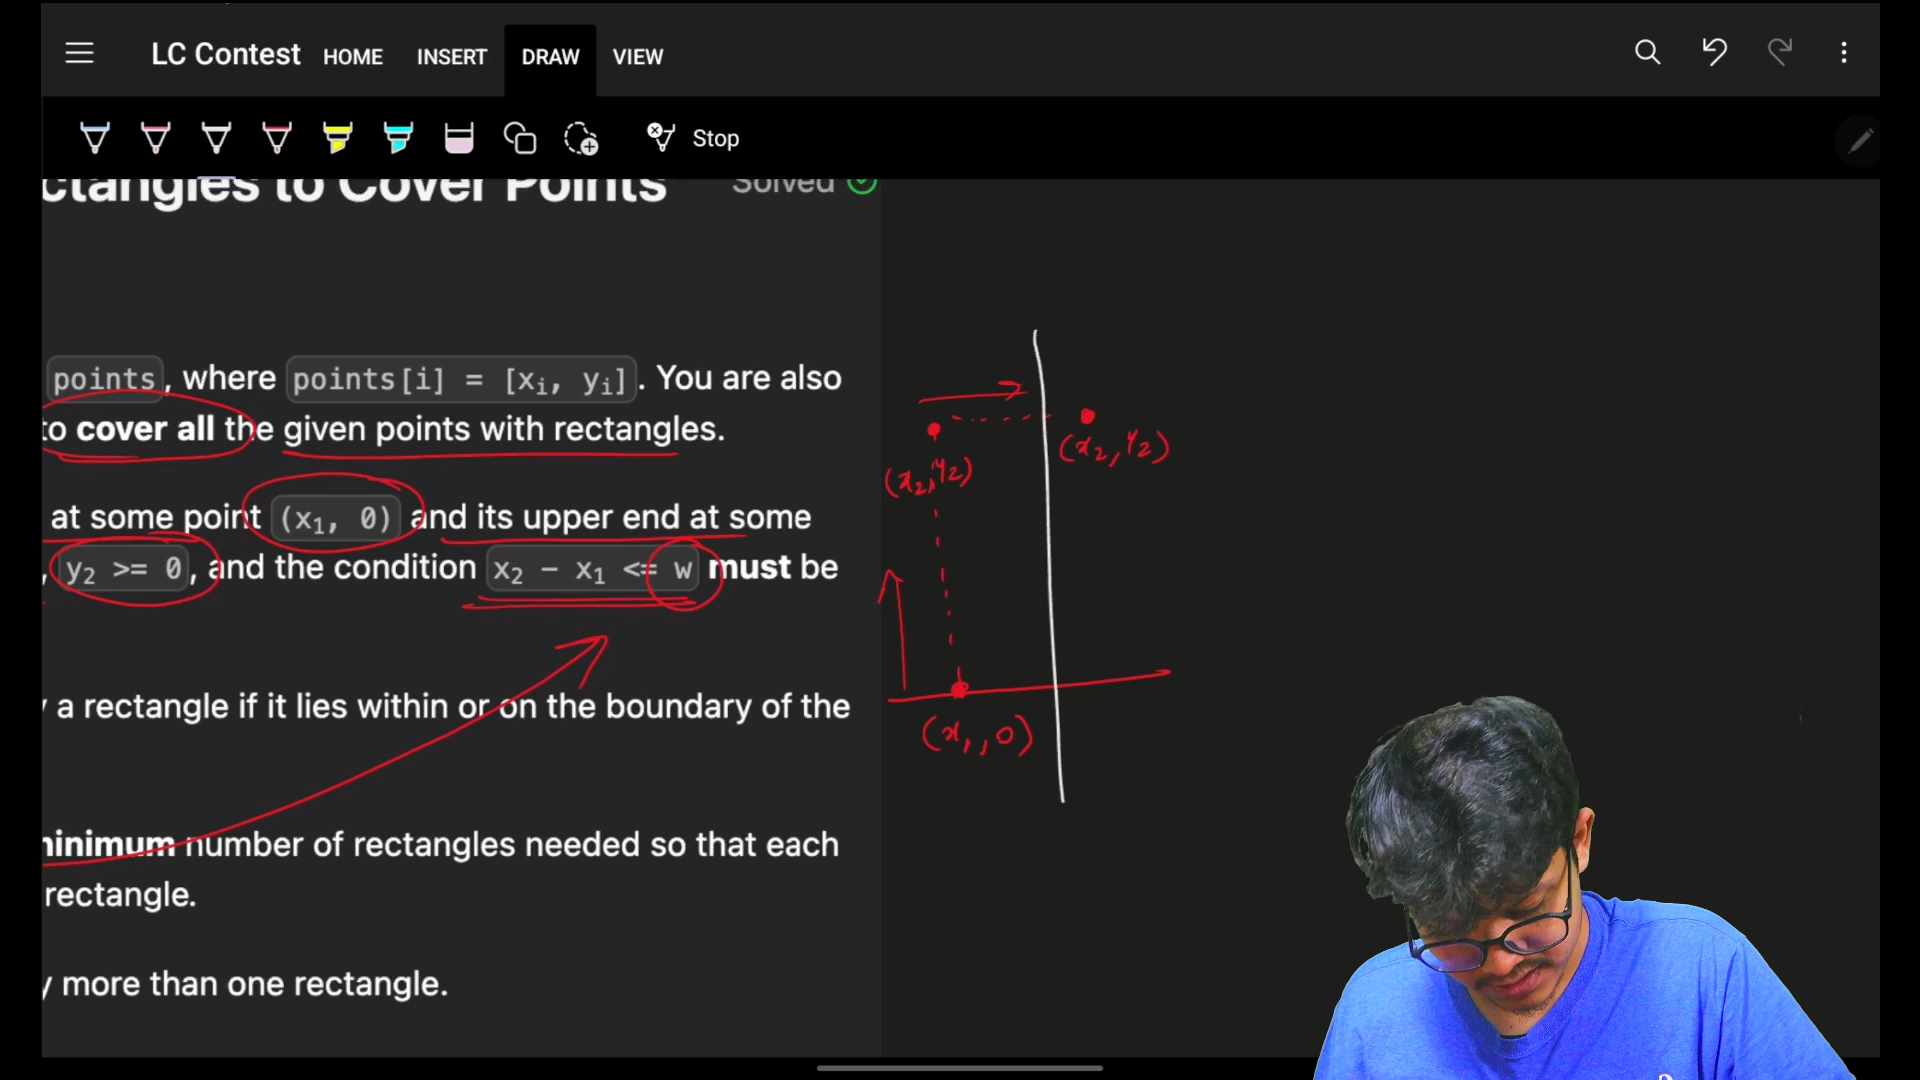 LC Contest HOME INSERT DRAW VIEW
Stop
ctangles to Cover Points Solved
points, where points[i] = [xi, yi]. You are also
to cover all the given points with rectangles.
at some point (x1, 0) and its upper end at some
, y2 >= 0, and the condition x2 - x1 <= w must be
y a rectangle if it lies within or on the boundary of the
minimum number of rectangles needed so that each
rectangle.
y more than one rectangle.
(x2, y2)
(x2, y2)
(x1, 0)